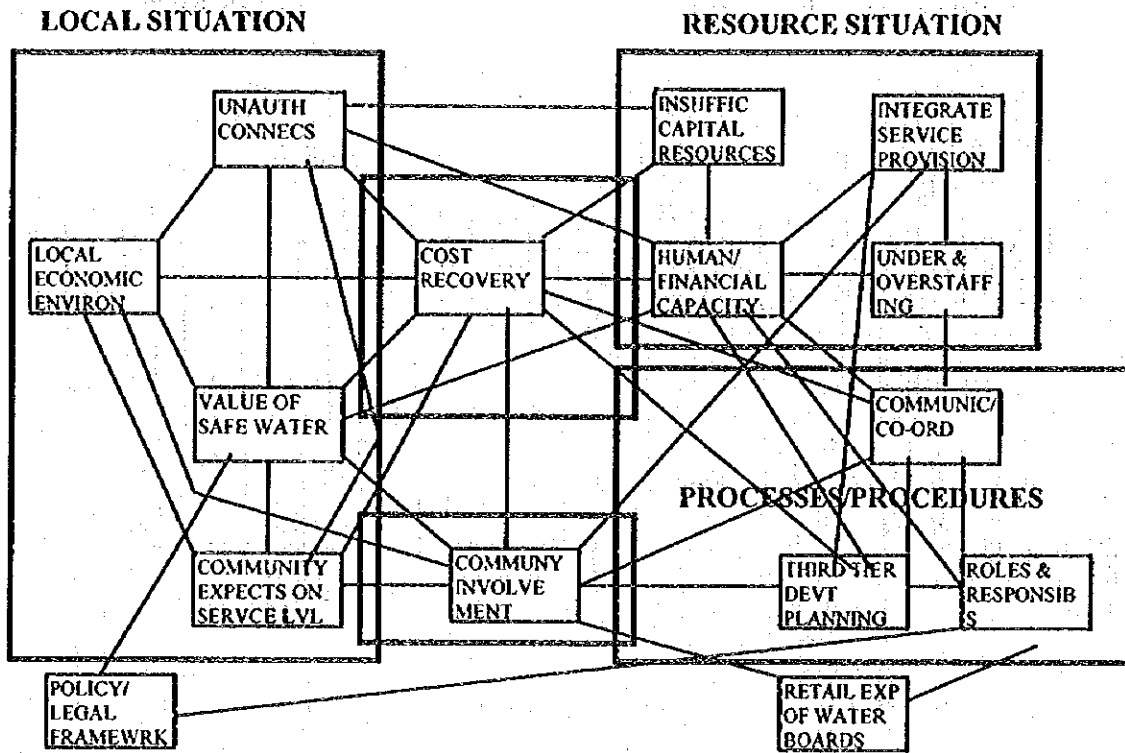 LOCAL SITUATION
RESOURCE SITUATION
UNAUTH
CONNECS
INSUFFIC
CAPITAL
RESOURCES
INTEGRATE
SERVICE
PROVISION
LOCAL
ECONOMIC
ENVIRON
COST
RECOVERY
HUMAN/
FINANCIAL
CAPACITY
UNDER &
OVERSTAFF
ING
VALUE OF
SAFE WATER
COMMUNIC/
CO-ORD
PROCESSES/PROCEDURES
COMMUNITY
EXPECTS ON
SERVCE LVL
COMMUNY
INVOLVE
MENT
THIRD TIER
DEVT
PLANNING
ROLES &
RESPONSIB
S
POLICY/
LEGAL
FRAMEWRK
RETAIL EXP
OF WATER
BOARDS